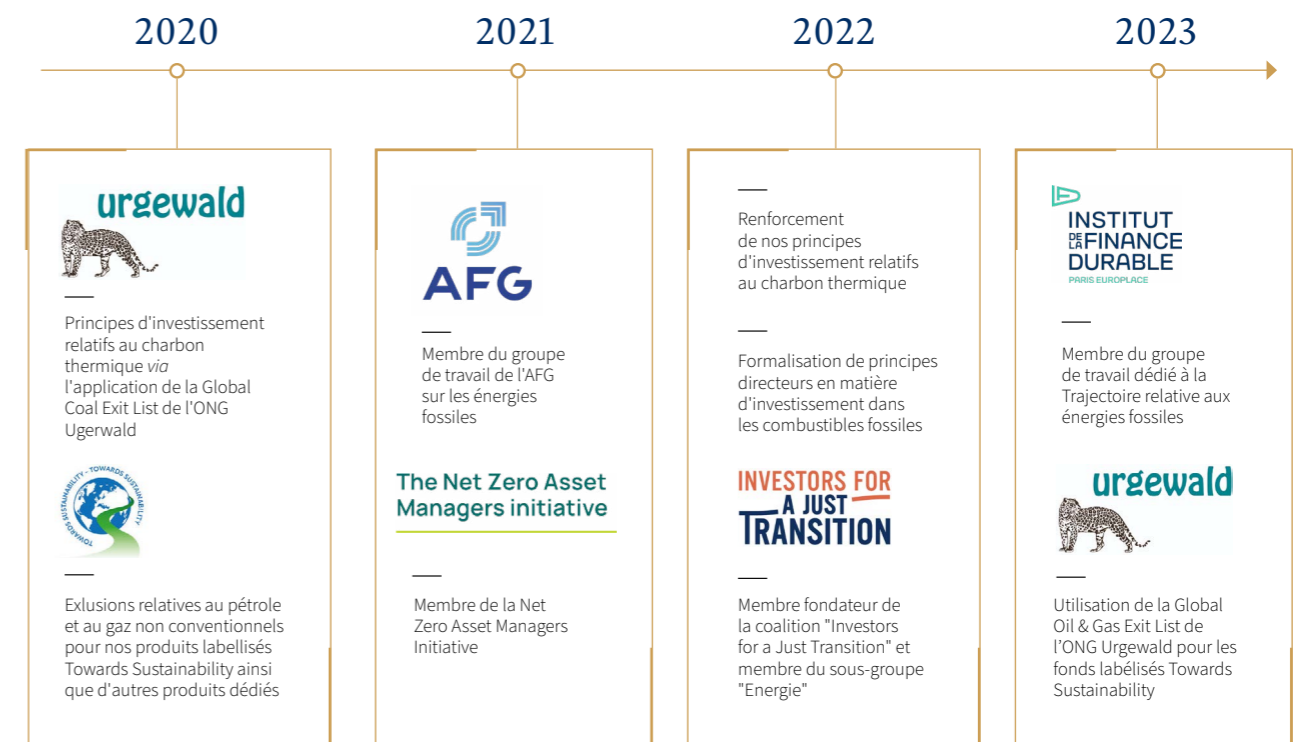 2020
2021
2022
2023
urgewald
Principes d'investissement
relatifs au charbon
thermique via
l'application de la Global
Coal Exit List de l'ONG
Ugerwald
TOWARDS SUSTAINABILITY - TOWARDS SUSTAINABILITY
Exlusions relatives au pétrole
et au gaz non conventionnels
pour nos produits labellisés
Towards Sustainability ainsi
que d'autres produits dédiés
AFG
Membre du groupe
de travail de l'AFG
sur les énergies
fossiles
The Net Zero Asset
Managers initiative
Membre de la Net
Zero Asset Managers
Initiative
Renforcement
de nos principes
d'investissement relatifs
au charbon thermique
Formalisation de principes
directeurs en matière
d'investissement dans
les combustibles fossiles
INVESTORS FOR
A JUST
TRANSITION
Membre fondateur de
la coalition "Investors
for a Just Transition" et
membre du sous-groupe
"Energie"
INSTITUT
DE LA FINANCE
DURABLE
PARIS EUROPLACE
Membre du groupe
de travail dédié à la
Trajectoire relative aux
énergies fossiles
urgewald
Utilisation de la Global
Oil & Gas Exit List de
l’ONG Urgewald pour les
fonds labélisés Towards
Sustainability